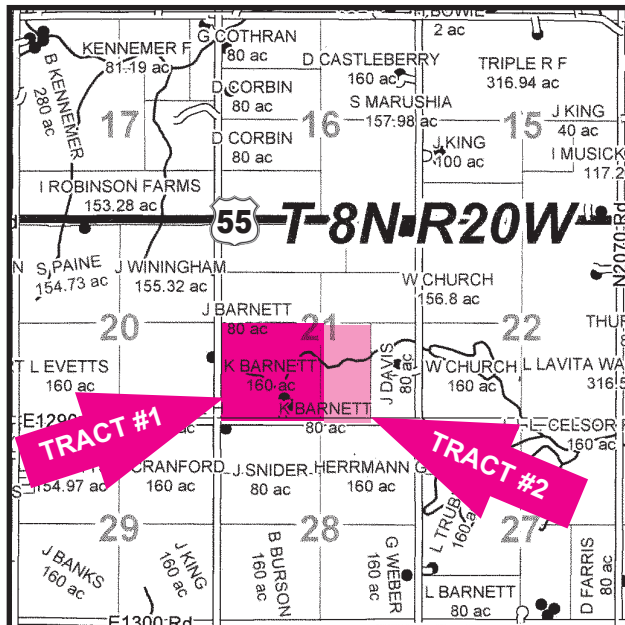 H BOWIE
2 ac
G COTHRAN
80 ac
KENNEMER F
81.19 ac
B KENNEMER
280 ac
D CASTLEBERRY
160 ac
TRIPLE R F
316.94 ac
D CORBIN
80 ac
S MARUSHIA
157.98 ac
17
16
15
J KING
40 ac
D CORBIN
80 ac
J KING
100 ac
I MUSICK
117.2
I ROBINSON FARMS
153.28 ac
55
T-8N-R20W
N2070 Rd
N
S PAINE
154.73 ac
J WININGHAM
155.32 ac
W CHURCH
156.8 ac
J BARNETT
80 ac
20
21
22
THUR
RT L EVETTS
160 ac
K BARNETT
160 ac
J DAVIS
80 ac
W CHURCH
160 ac
L LAVITA WA
316.5
E1290
K BARNETT
80 ac
L CELSOR F
160 ac
TRACT #1
TRACT #2
154.97 ac
CRANFORD
160 ac
J SNIDER
80 ac
HERRMANN G
160 ac
S
29
28
27
L TRUB
160 ac
J BANKS
160 ac
J KING
160 ac
B BURSON
160 ac
G WEBER
160 ac
L BARNETT
80 ac
D FARRIS
80 ac
E1300 Rd